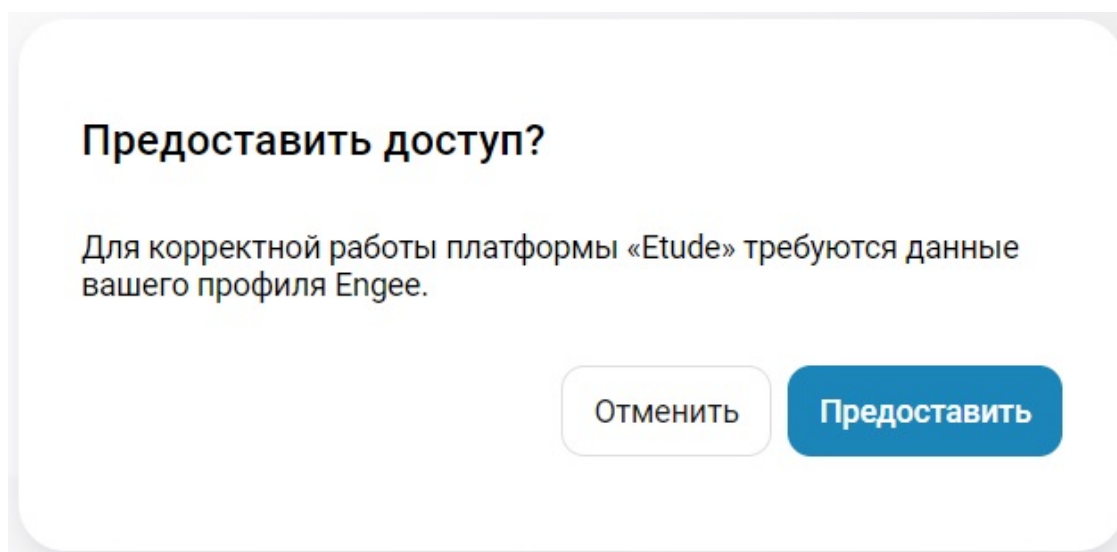 Предоставить доступ?
Для корректной работы платформы «Etude» требуются данные
вашего профиля Engee.
Отменить
Предоставить